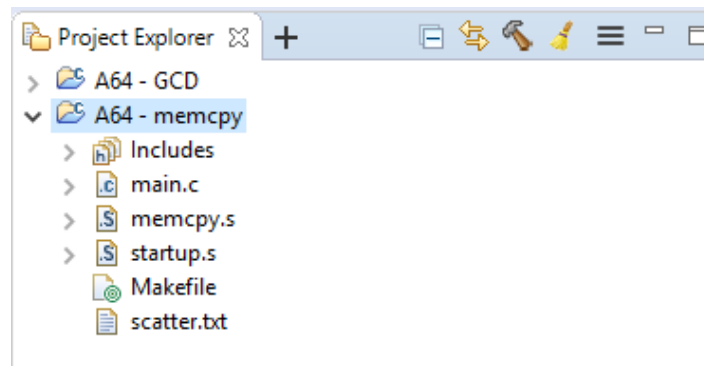 Project Explorer
A64 - GCD
A64 - memcpy
Includes
main.c
memcpy.s
startup.s
Makefile
scatter.txt